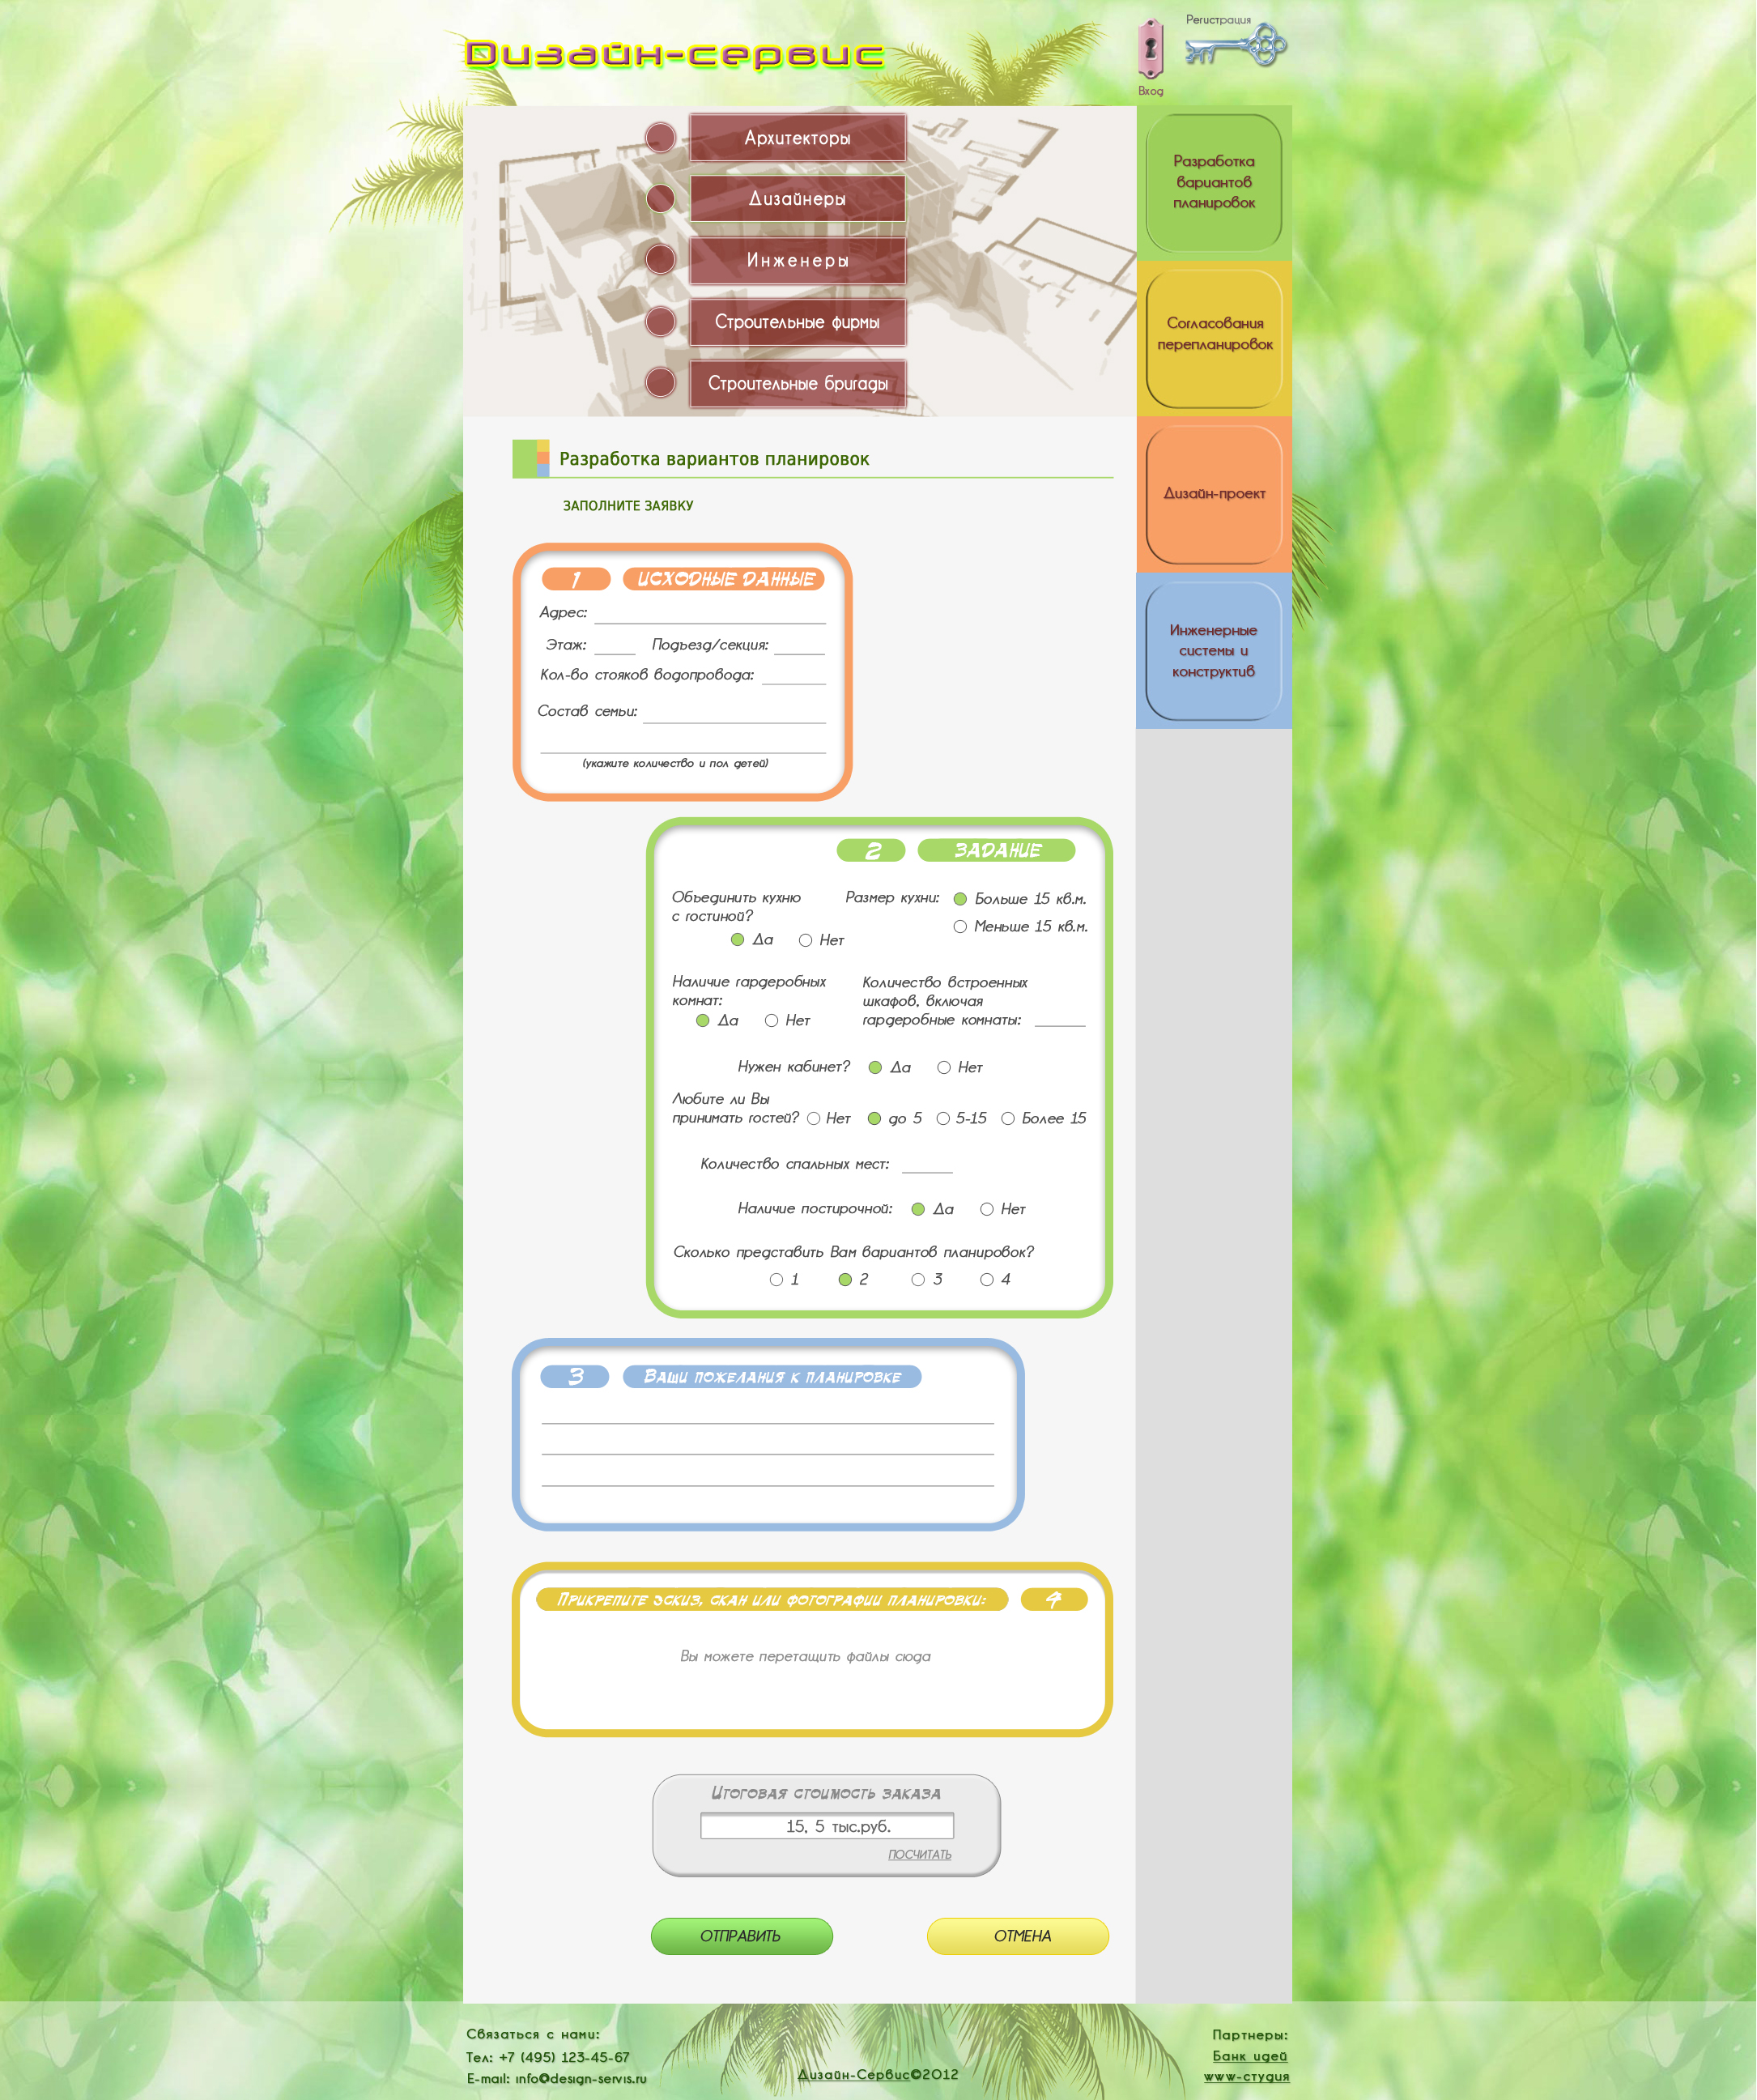 Дизайн-сервис
Регистрация
Вход
Архитекторы
Дизайнеры
Инженеры
Строительные фирмы
Строительные бригады
Разработка
вариантов
планировок
Согласования
перепланировок
Дизайн-проект
Инженерные
системы и
конструктив
Разработка вариантов планировок
ЗАПОЛНИТЕ ЗАЯВКУ
1 ИСХОДНЫЕ ДАННЫЕ
Адрес:
Этаж: Подъезд/секция:
Кол-во стояков водопровода:
Состав семьи:
(укажите количество и пол детей)
2 ЗАДАНИЕ
Объединить кухню
с гостиной?
Да Нет
Размер кухни: Больше 15 кв.м.
Меньше 15 кв.м.
Наличие гардеробных
комнат:
Да Нет
Количество встроенных
шкафов, включая
гардеробные комнаты:
Нужен кабинет? Да Нет
Любите ли Вы
принимать гостей? Нет до 5 5-15 Более 15
Количество спальных мест:
Наличие постирочной: Да Нет
Сколько представить Вам вариантов планировок?
1 2 3 4
3 Ваши пожелания к планировке
Прикрепите эскиз, скан или фотографии планировки: 4
Вы можете перетащить файлы сюда
Итоговая стоимость заказа
15, 5 тыс.руб.
ПОСЧИТАТЬ
ОТПРАВИТЬ ОТМЕНА
Связаться с нами:
Тел: +7 (495) 123-45-67
E-mail: info@design-servis.ru
Дизайн-Сервис©2012
Партнеры:
Банк идей
www-студия